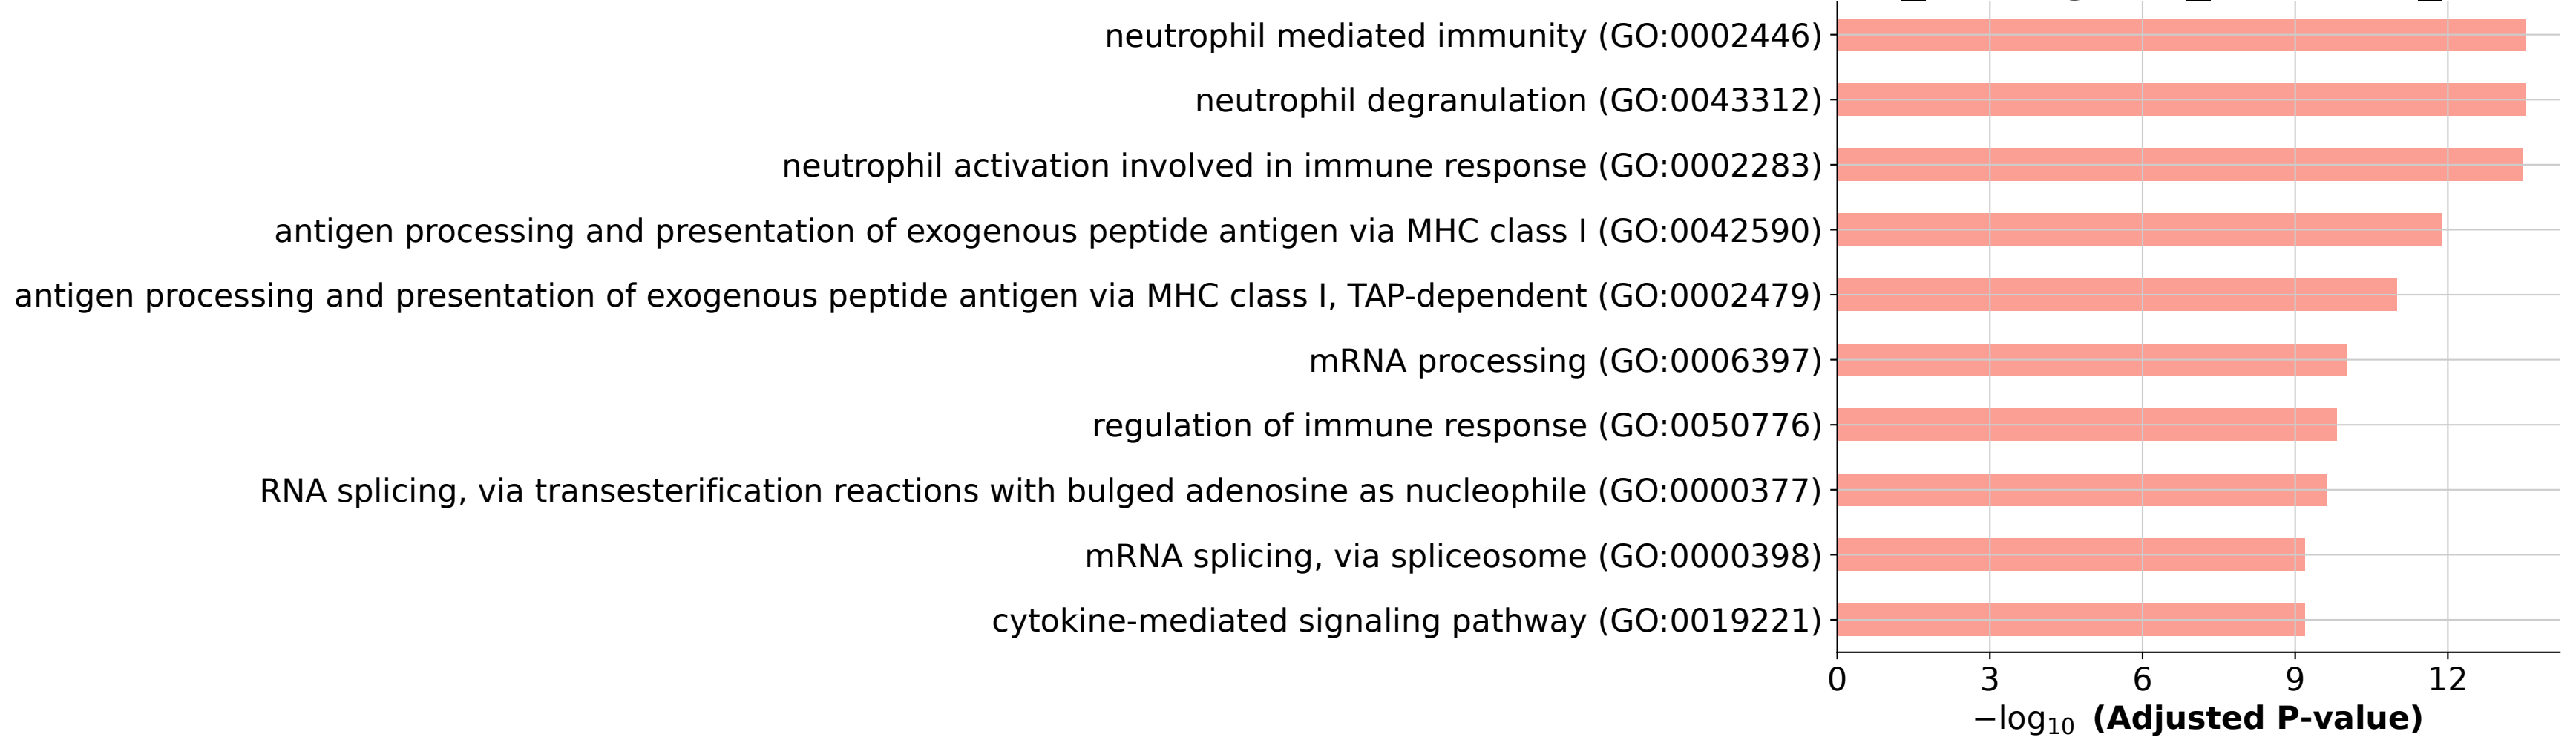 neutrophil mediated immunity (GO:0002446)
neutrophil degranulation (GO:0043312)
neutrophil activation involved in immune response (GO:0002283)
antigen processing and presentation of exogenous peptide antigen via MHC class I (GO:0042590)
antigen processing and presentation of exogenous peptide antigen via MHC class I, TAP-dependent (GO:0002479)
mRNA processing (GO:0006397)
regulation of immune response (GO:0050776)
RNA splicing, via transesterification reactions with bulged adenosine as nucleophile (GO:0000377)
mRNA splicing, via spliceosome (GO:0000398)
cytokine-mediated signaling pathway (GO:0019221)
0 3 6 9 12
−log₁₀ (Adjusted P-value)